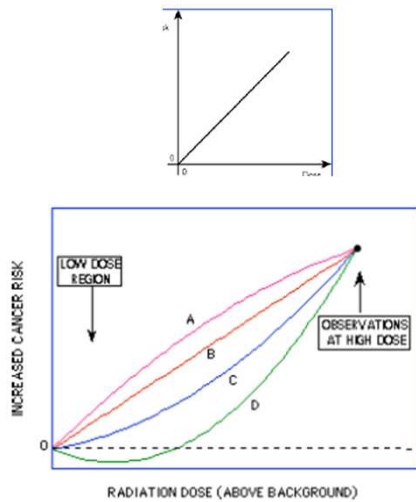 0
0
INCREASED CANCER RISK
LOW DOSE
REGION
A
B
C
D
OBSERVATIONS
AT HIGH DOSE
0
RADIATION DOSE (ABOVE BACKGROUND)